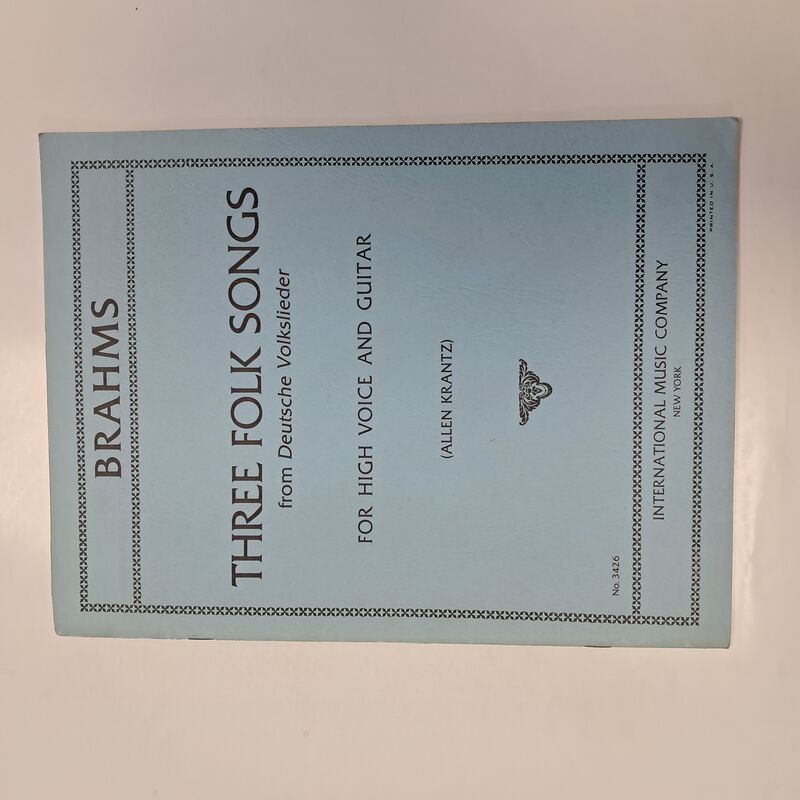 BRAHMS
THREE FOLK SONGS
from Deutsche Volkslieder
FOR HIGH VOICE AND GUITAR
(ALLEN KRANTZ)
No. 3426
INTERNATIONAL MUSIC COMPANY
NEW YORK
PRINTED IN U.S.A.